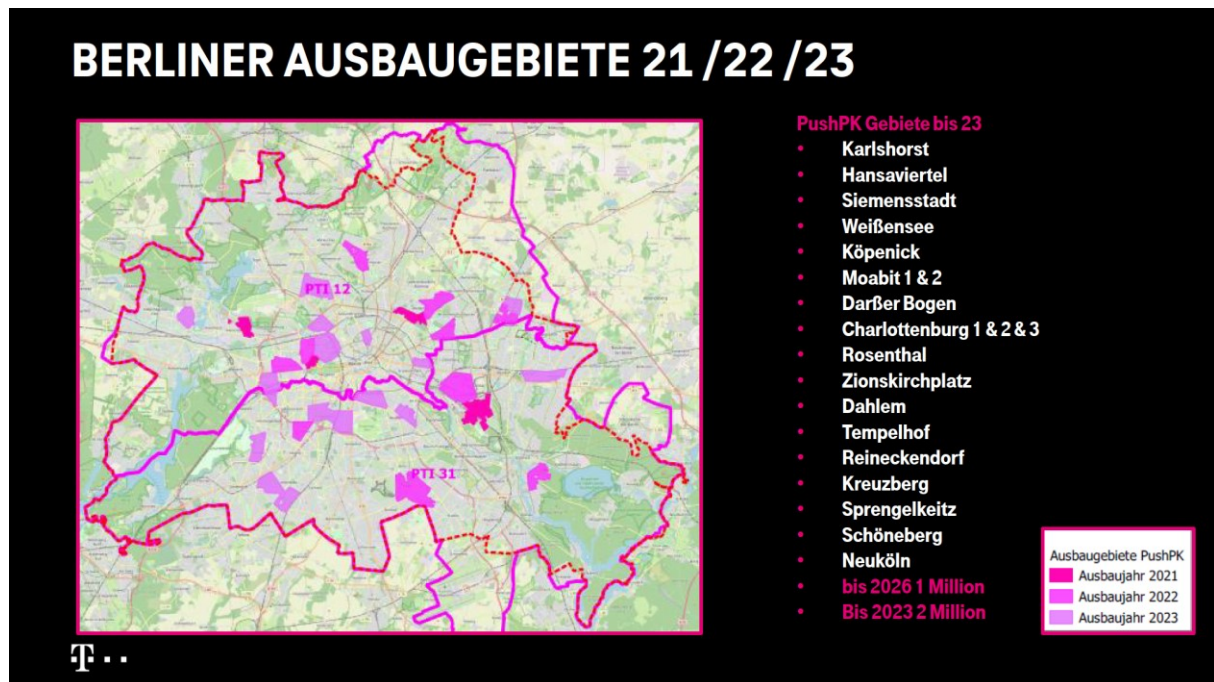 BERLINER AUSBAUGEBIETE 21 /22 /23
PTI 12
PTI 31
PushPK Gebiete bis 23
• Karlshorst
• Hansaviertel
• Siemensstadt
• Weißensee
• Köpenick
• Moabit 1 & 2
• Darßer Bogen
• Charlottenburg 1 & 2 & 3
• Rosenthal
• Zionskirchplatz
• Dahlem
• Tempelhof
• Reineckendorf
• Kreuzberg
• Sprengelkeitz
• Schöneberg
• Neuköln
• bis 2026 1 Million
• Bis 2023 2 Million
Ausbaugebiete PushPK
Ausbaujahr 2021
Ausbaujahr 2022
Ausbaujahr 2023
T